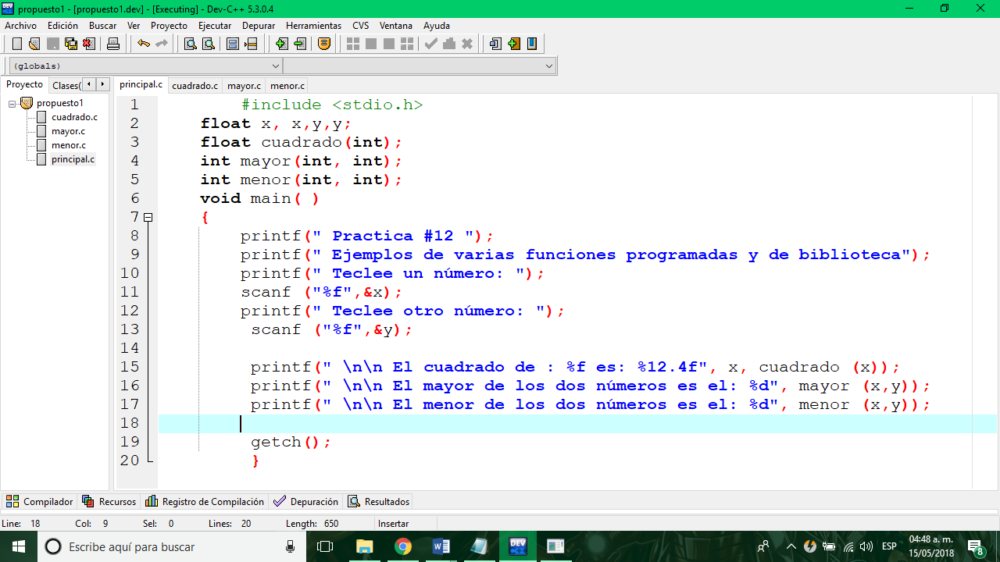 propuesto1 - [propuesto1.dev] - [Executing] - Dev-C++ 5.3.0.4
Archivo Edición Buscar Ver Proyecto Ejecutar Depurar Herramientas CVS Ventana Ayuda
(globals)
Proyecto Clases(
propuesto1
cuadrado.c
mayor.c
menor.c
principal.c
principal.c cuadrado.c mayor.c menor.c
1 #include <stdio.h>
2 float x, x,y,y;
3 float cuadrado(int);
4 int mayor(int, int);
5 int menor(int, int);
6 void main( )
7 {
8 printf(" Practica #12 ");
9 printf(" Ejemplos de varias funciones programadas y de biblioteca");
10 printf(" Teclee un número: ");
11 scanf ("%f",&x);
12 printf(" Teclee otro número: ");
13 scanf ("%f",&y);
14
15 printf(" \n\n El cuadrado de : %f es: %12.4f", x, cuadrado (x));
16 printf(" \n\n El mayor de los dos números es el: %d", mayor (x,y));
17 printf(" \n\n El menor de los dos números es el: %d", menor (x,y));
18
19 getch();
20 }
Compilador Recursos Registro de Compilación Depuración Resultados
Line: 18 Col: 9 Sel: 0 Lines: 20 Length: 650 Insertar
Escribe aquí para buscar
DEV
ESP
04:48 a. m.
15/05/2018
8